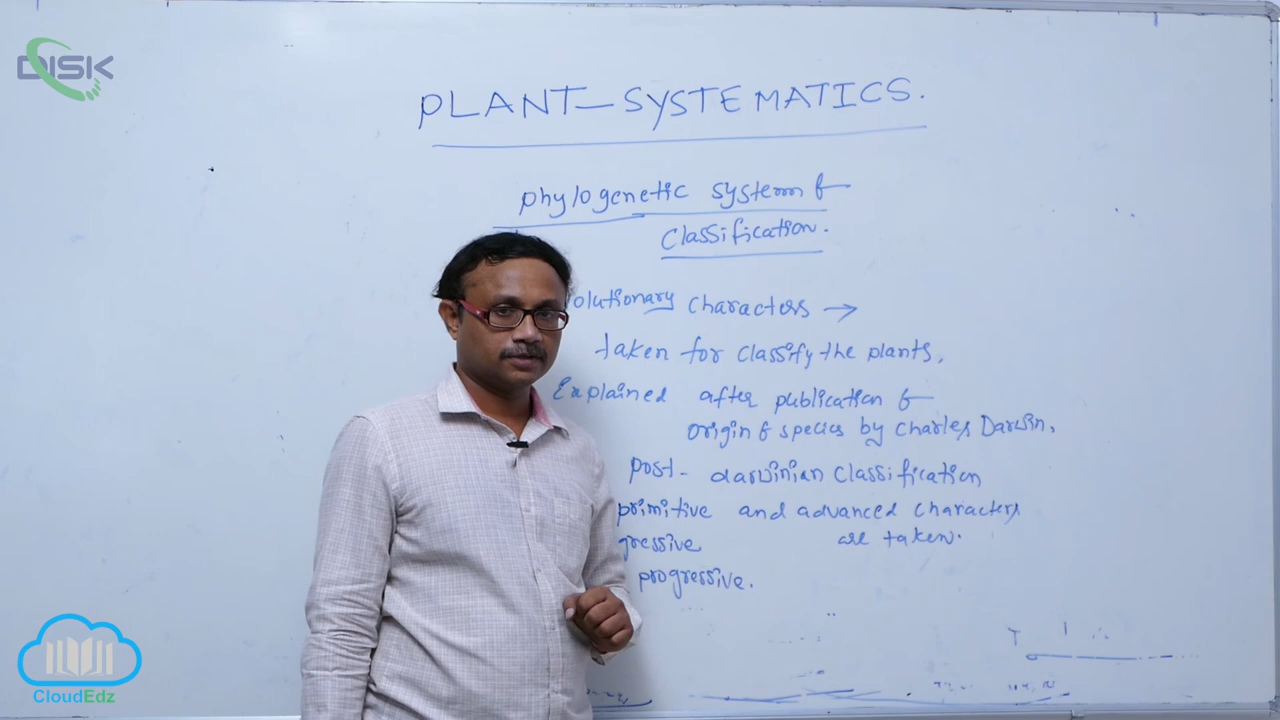 DISK
PLANT-SYSTEMATICS.
phylogenetic system of
classification.
olutionary characters →
taken for classify the plants,
Explained after publication of
origin of species by Charles Darwin,
post- darwinian classification
primitive and advanced characters
gressive are taken.
progressive.
CloudEdz